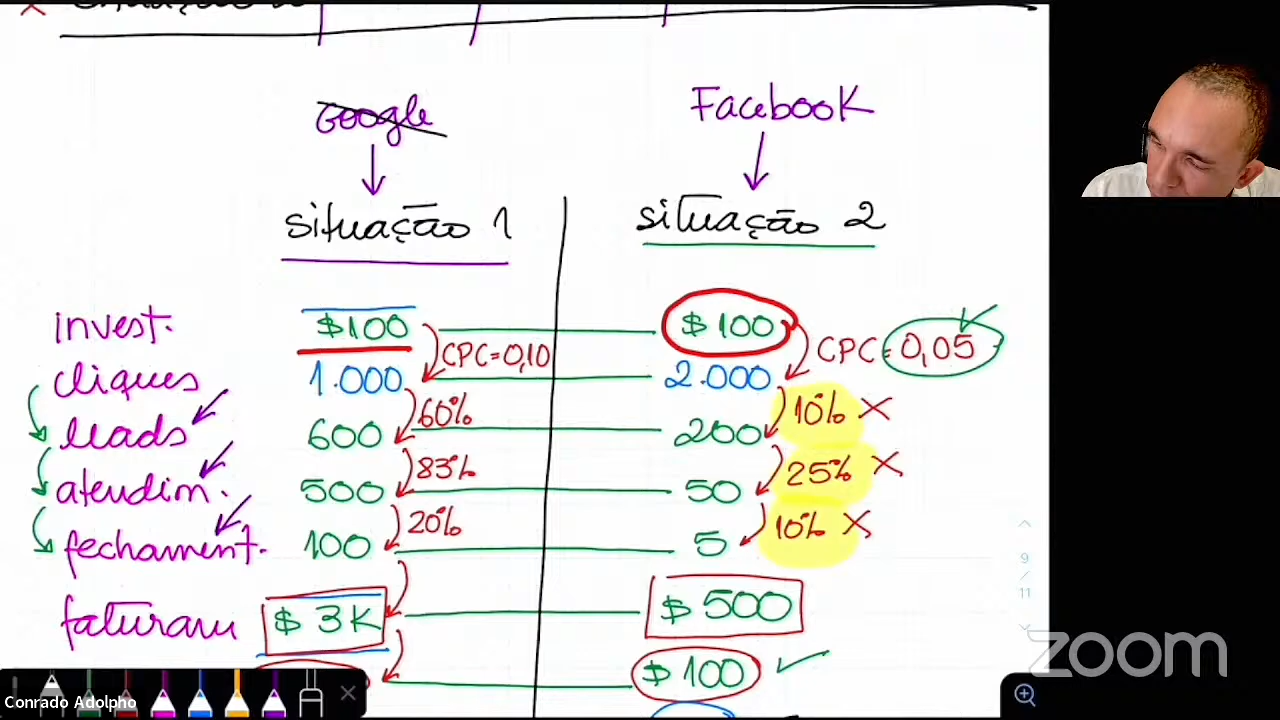 Google Facebook
situação 1 situação 2
invest. $100 $100 CPC=0,05
CPC=0,10
cliques 1.000 2.000
60% 10% X
leads 600 200
83% 25% X
atendim. 500 50
20% 10% X
fechament. 100 5
faturam $ 3K $ 500
$ 100
9
/
11
zoom
Conrado Adolpho